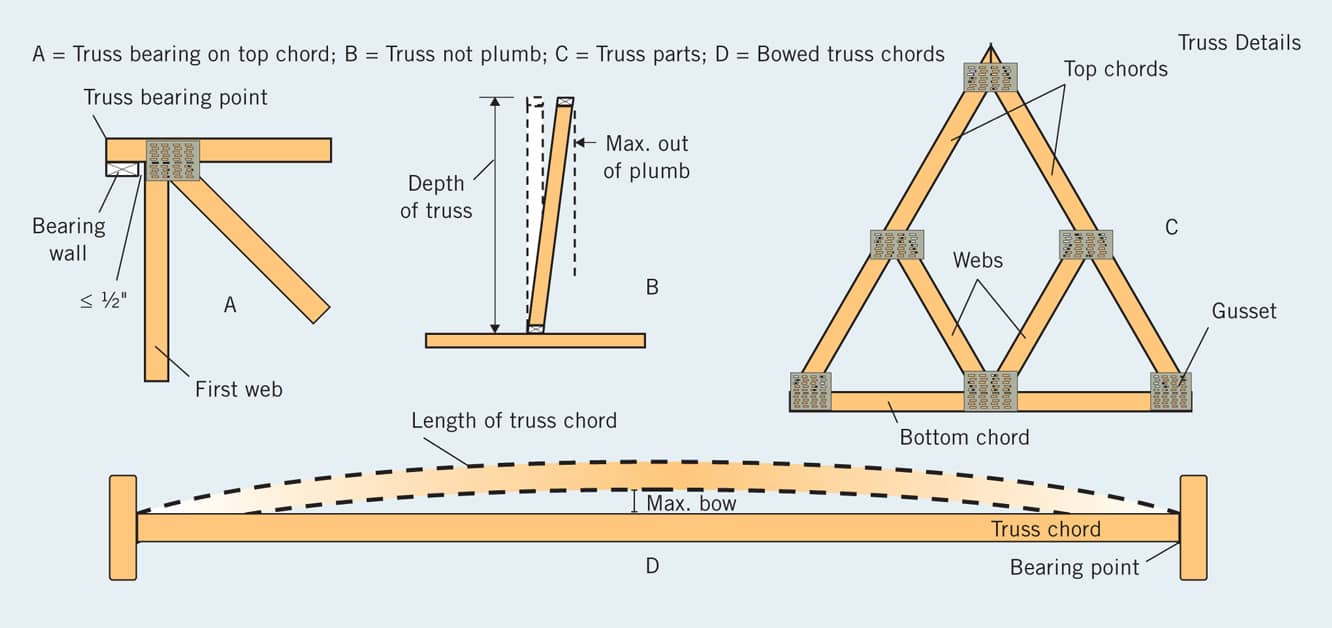 A = Truss bearing on top chord; B = Truss not plumb; C = Truss parts; D = Bowed truss chords
Truss Details
Truss bearing point
Bearing
wall
≤ ½"
A
First web
Depth
of truss
Max. out
of plumb
B
Top chords
C
Webs
Gusset
Bottom chord
Length of truss chord
Max. bow
Truss chord
Bearing point
D